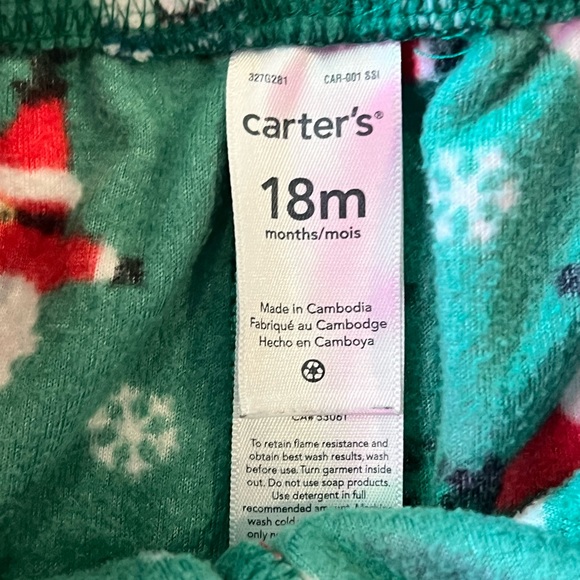 327G281 CAR-001 SSI
carter's®
18m
months/mois
Made in Cambodia
Fabriqué au Cambodge
Hecho en Camboya
To retain flame resistance and
obtain best wash results, wash
before use. Turn garment inside
out. Do not use soap products.
Use detergent in full
recommended
wash cold
only